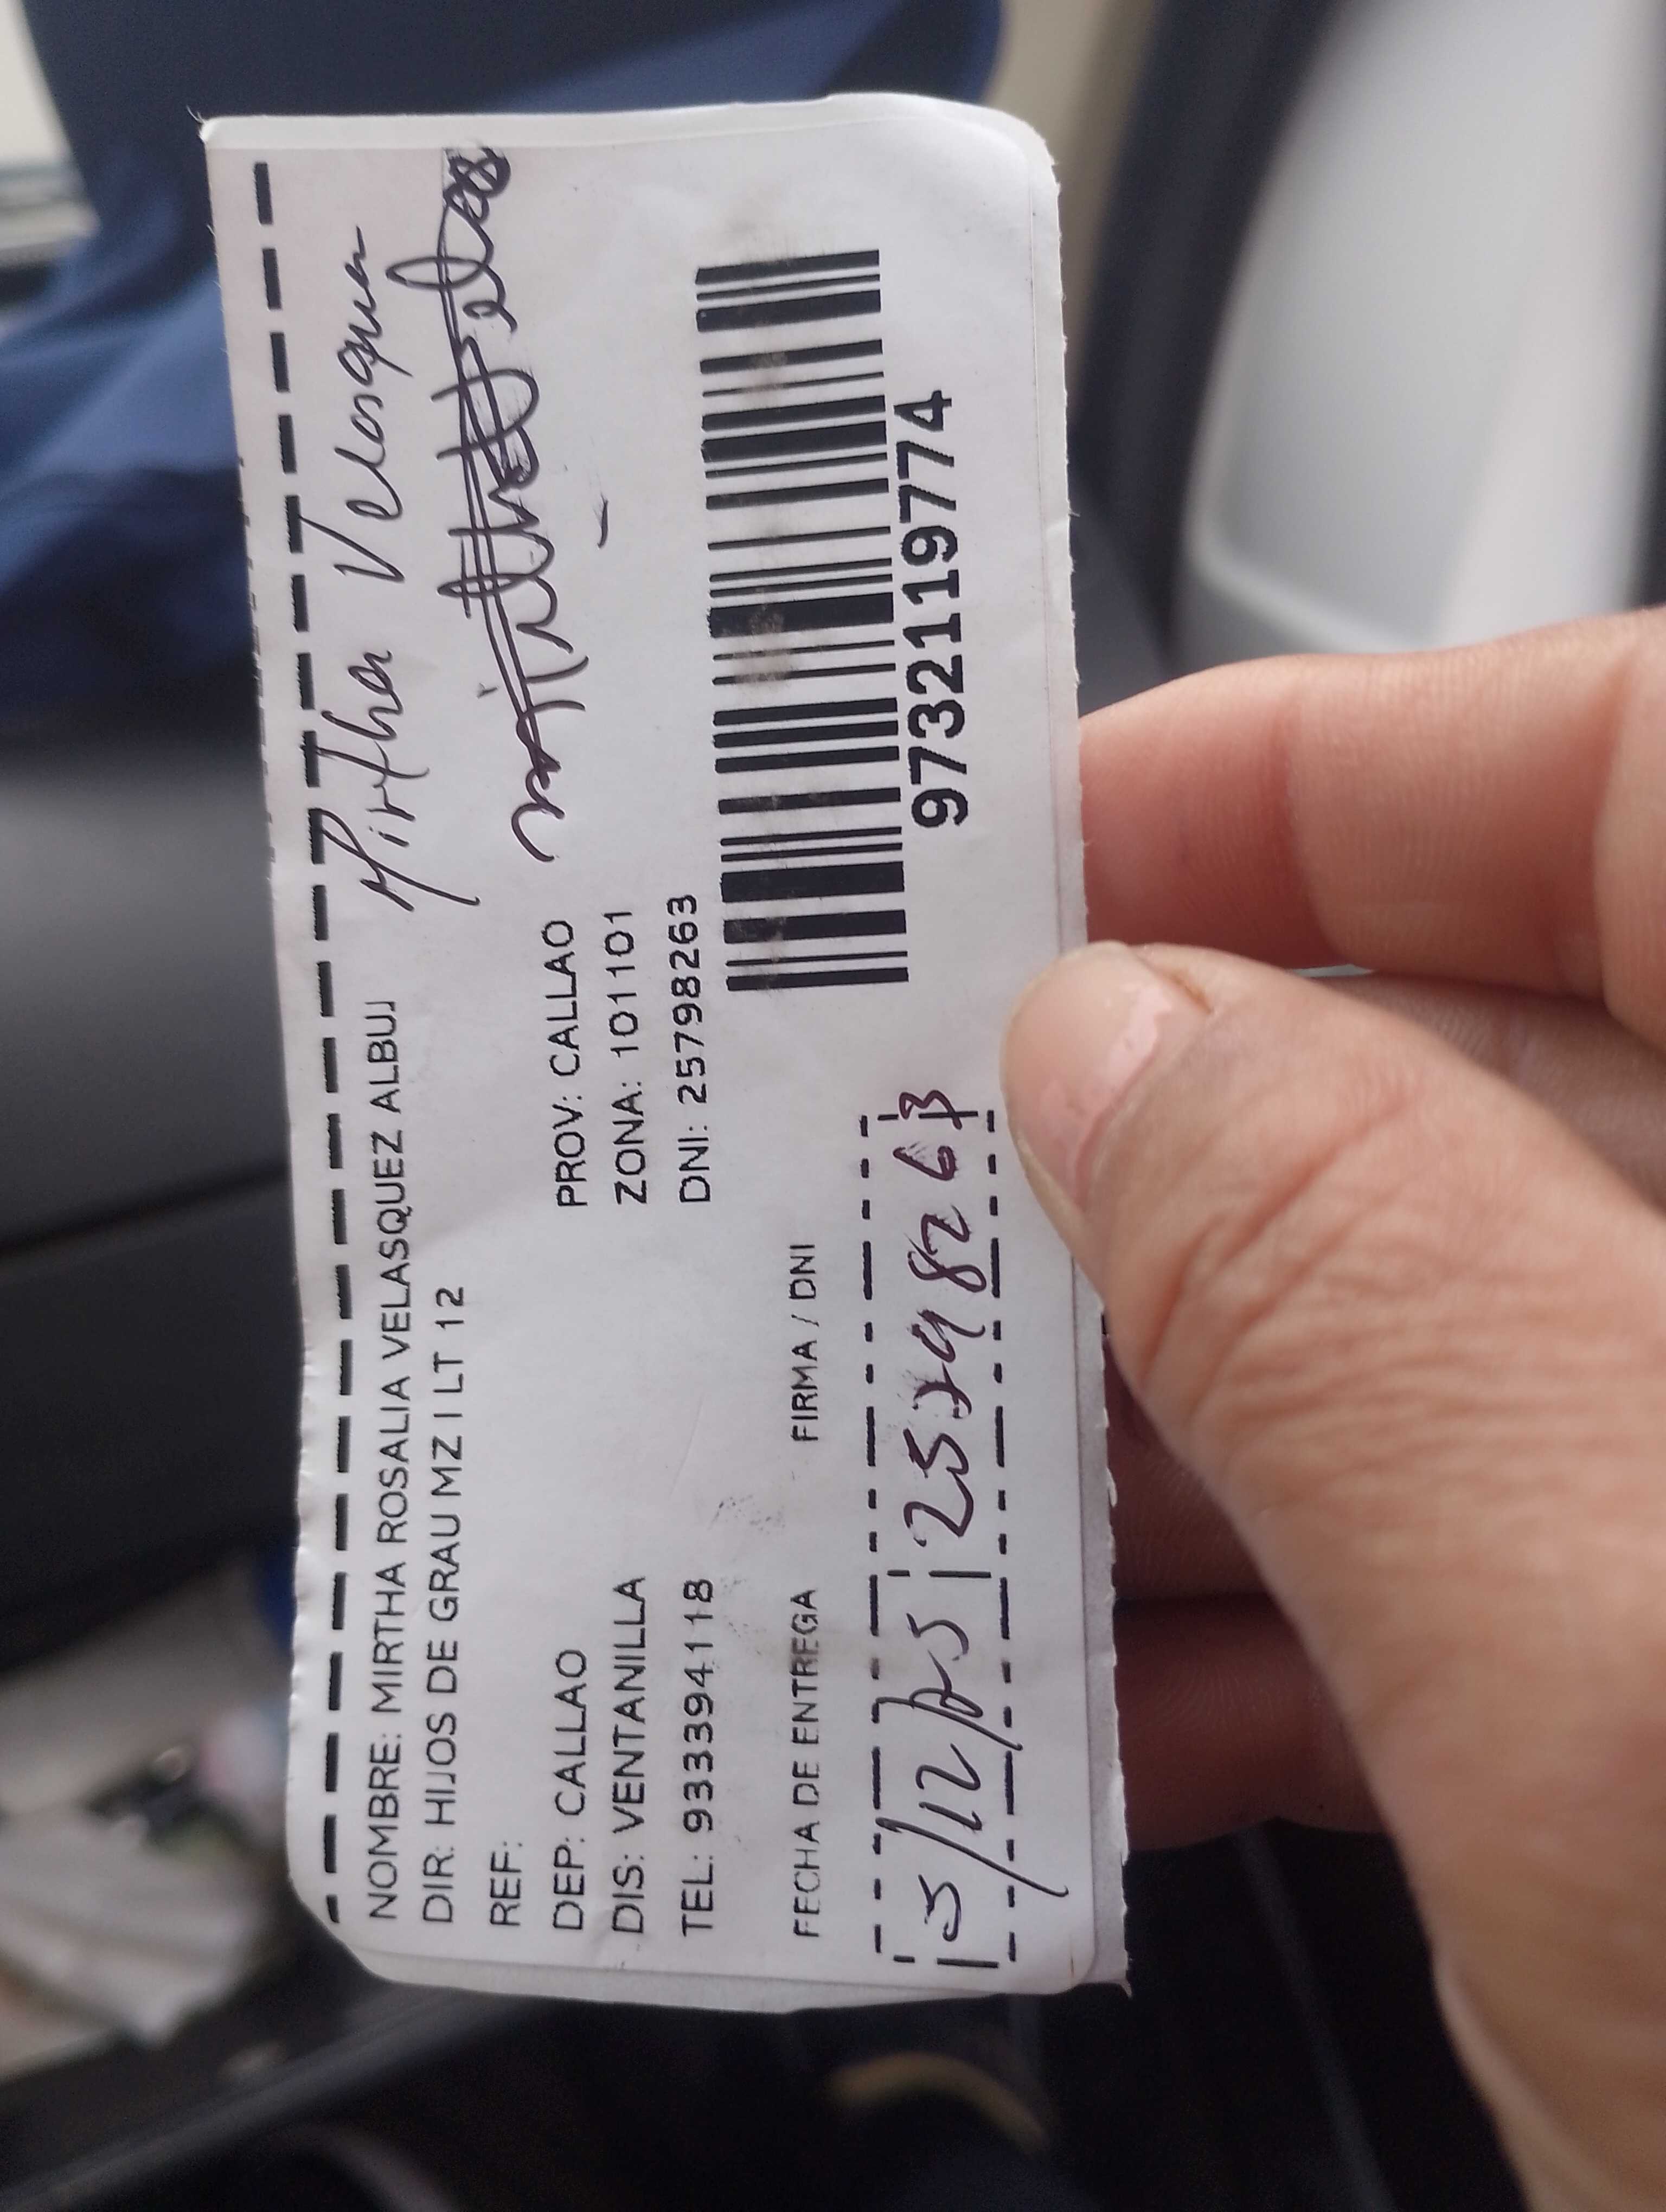 NOMBRE: MIRTHA ROSALIA VELASQUEZ ALBUJ
DIR: HIJOS DE GRAU MZ I LT 12
REF:
DEP: CALLAO
PROV: CALLAO
DIS: VENTANILLA
ZONA: 101101
TEL: 933394118
DNI: 25798263
Mirtha Velasquez
FECHA DE ENTREGA
FIRMA / DNI
5/12/25
25798263
9732119774